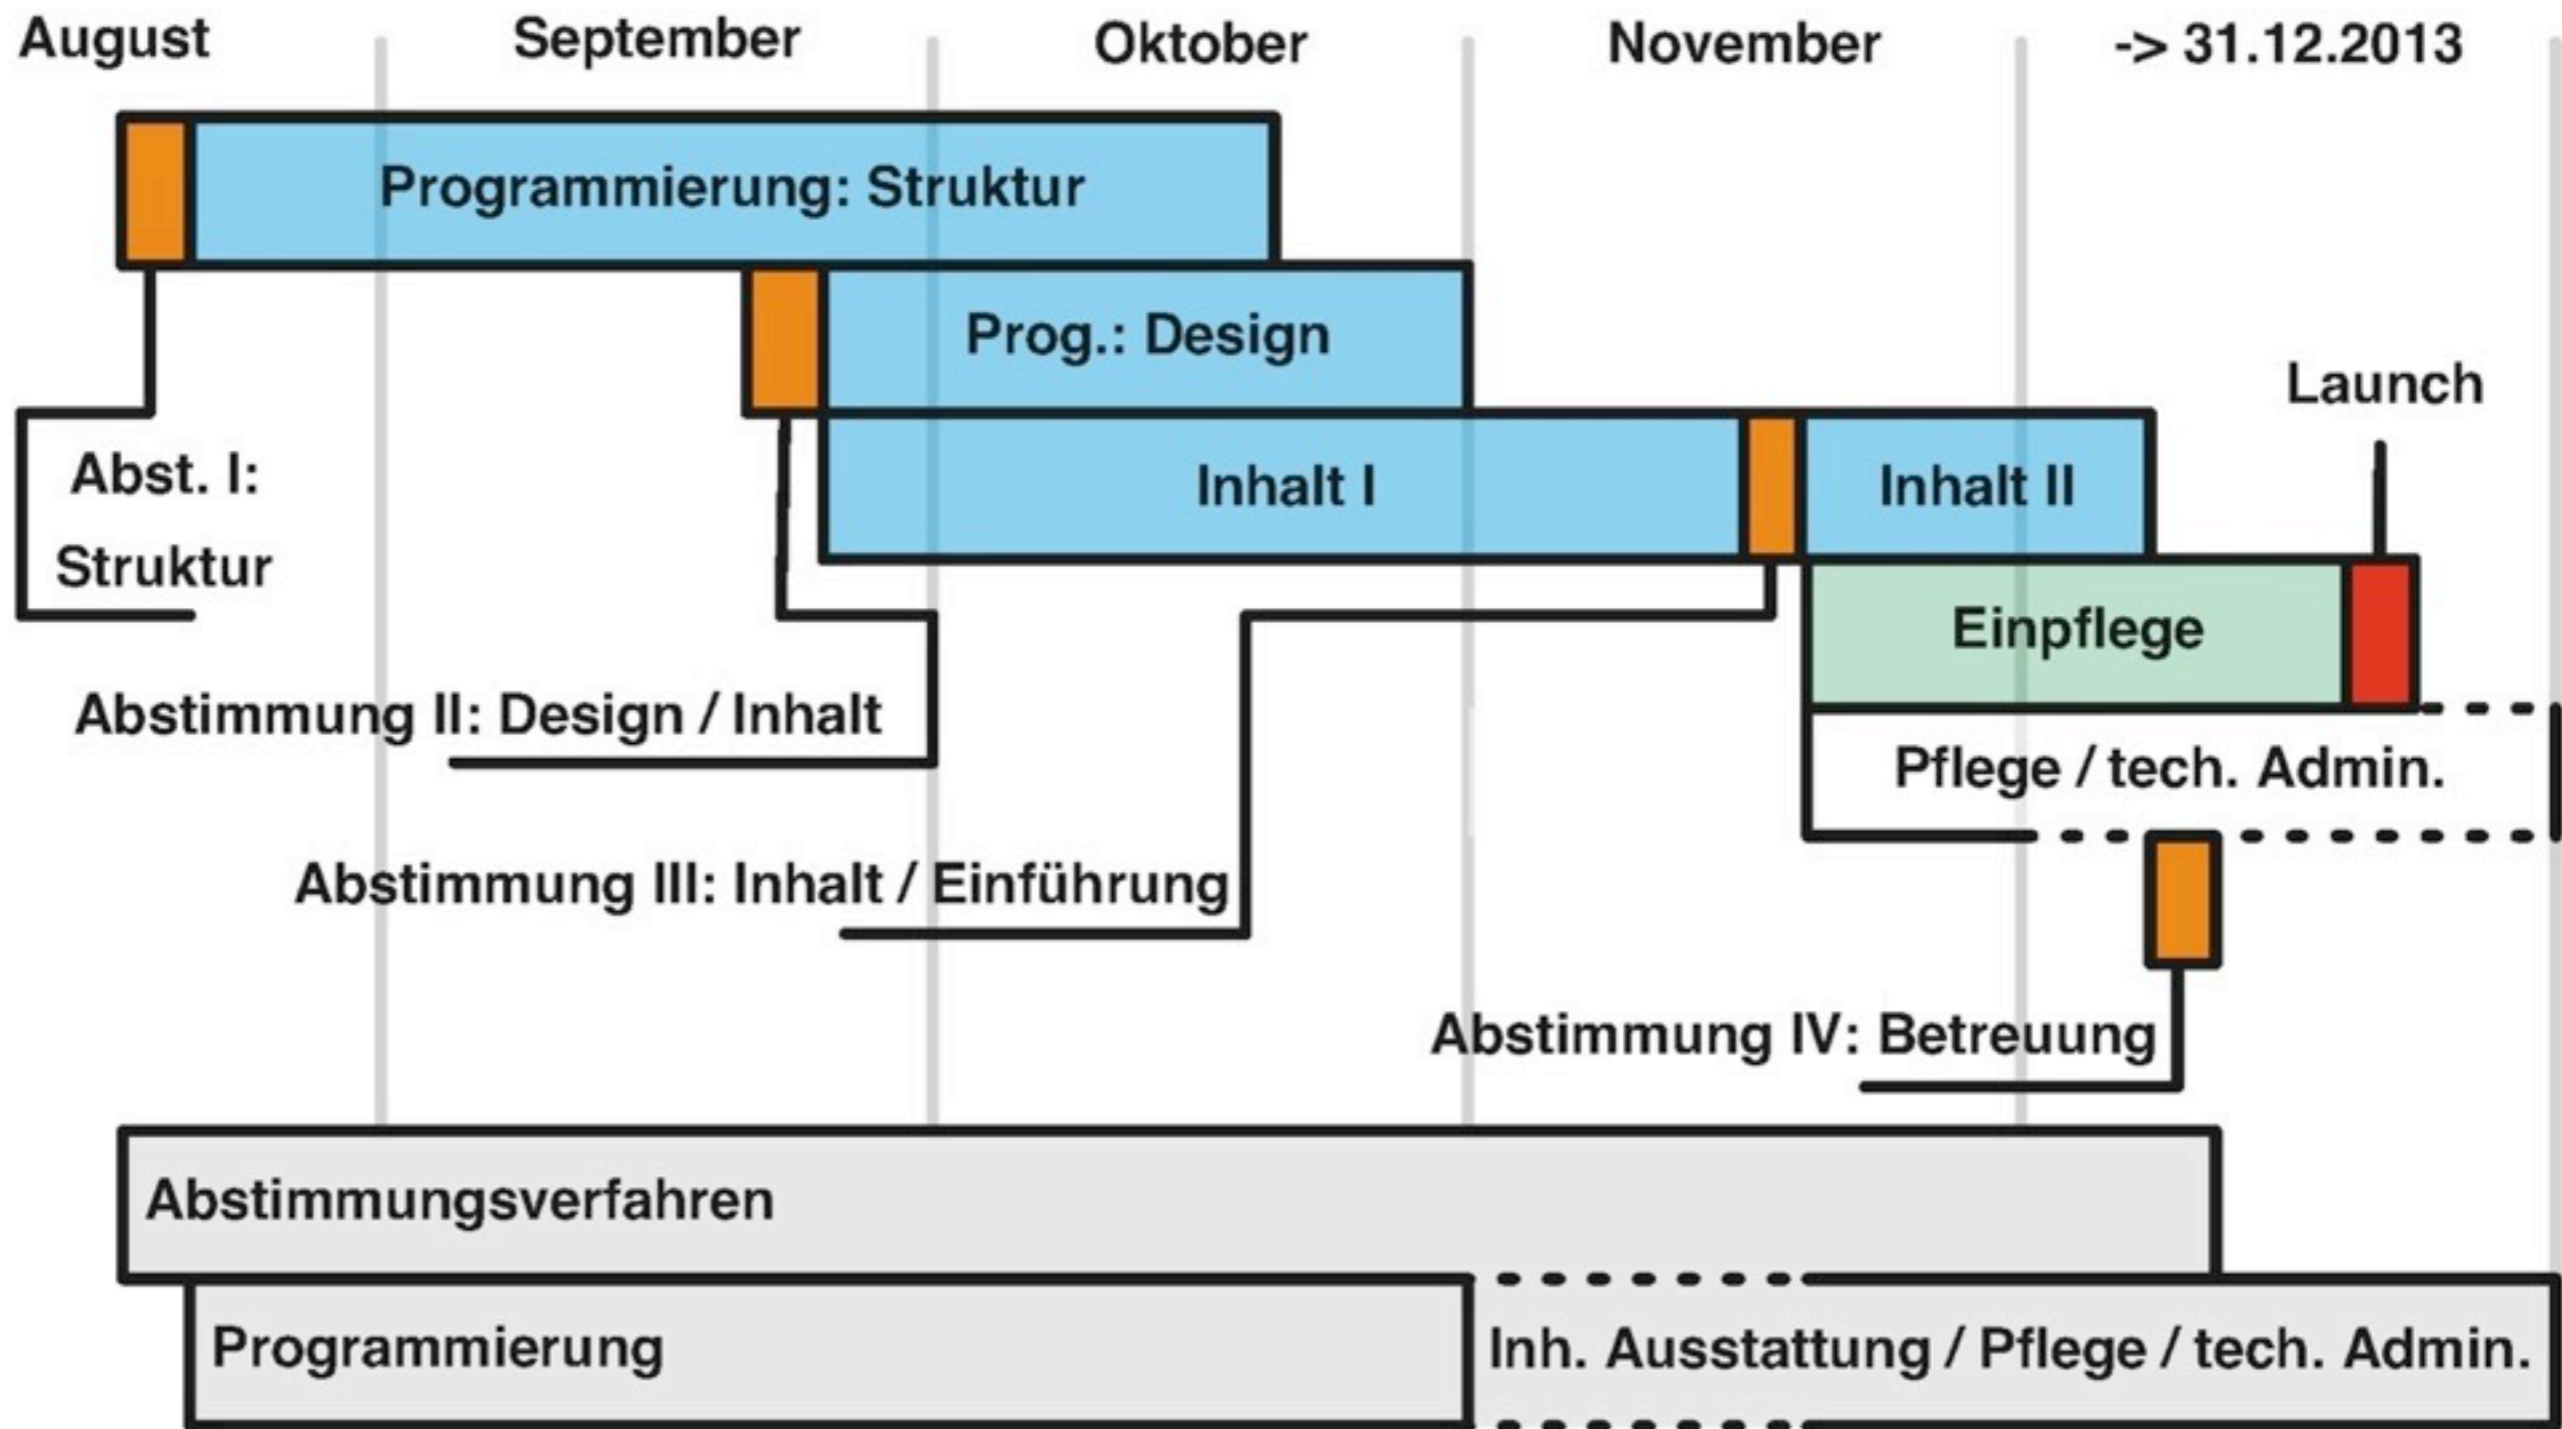 August
September
Oktober
November
-> 31.12.2013
Programmierung: Struktur
Prog.: Design
Launch
Abst. I:
Struktur
Inhalt I
Inhalt II
Einpflege
Abstimmung II: Design / Inhalt
Pflege / tech. Admin.
Abstimmung III: Inhalt / Einführung
Abstimmung IV: Betreuung
Abstimmungsverfahren
Programmierung
Inh. Ausstattung / Pflege / tech. Admin.